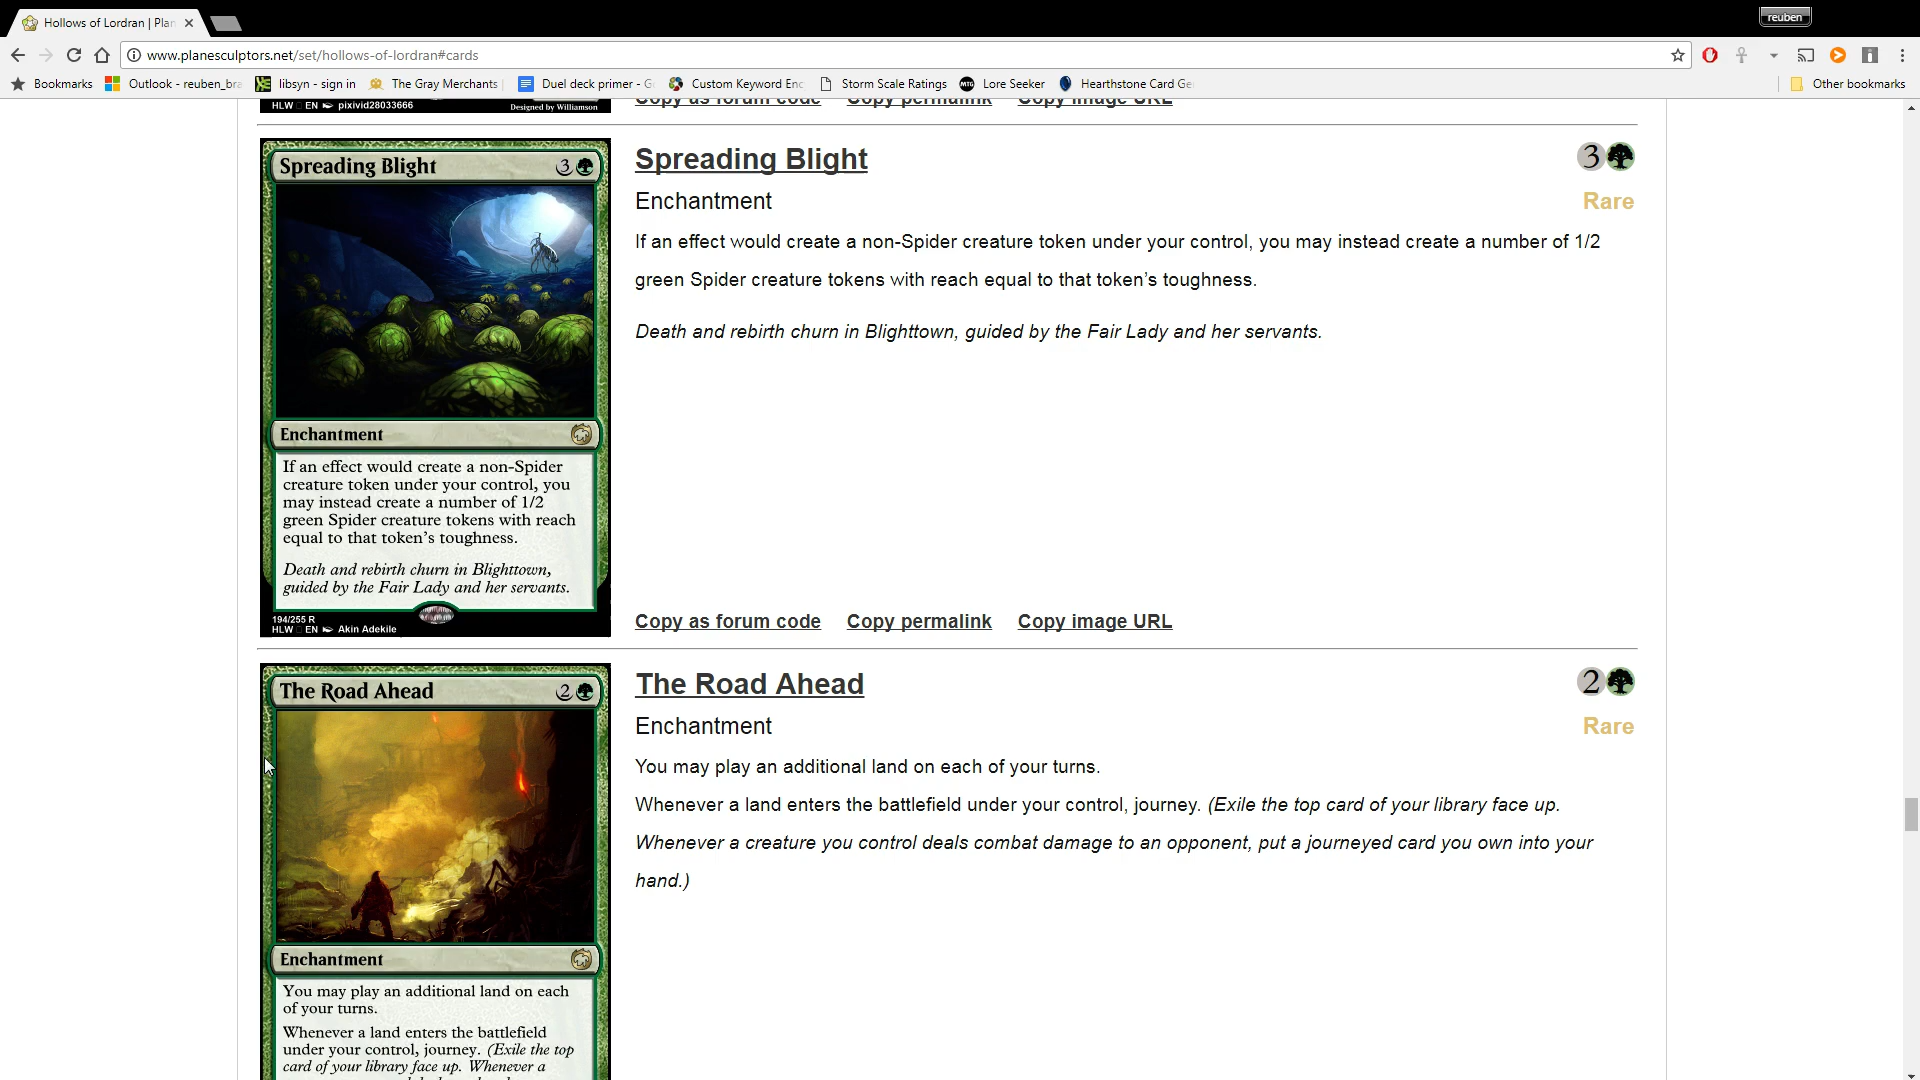 Hollows of Lordran | Plan
reuben
www.planesculptors.net/set/hollows-of-lordran#cards
Bookmarks
Outlook - reuben_bra
libsyn - sign in
The Gray Merchants
Duel deck primer - G
Custom Keyword Enc
Storm Scale Ratings
Lore Seeker
Hearthstone Card Ge
Other bookmarks
HLW EN pixivid28033666
Designed by Williamson
Copy as forum code Copy permalink Copy image URL
Spreading Blight 3
If an effect would create a non-Spider
creature token under your control, you
may instead create a number of 1/2
green Spider creature tokens with reach
equal to that token's toughness.
Death and rebirth churn in Blighttown,
guided by the Fair Lady and her servants.
Enchantment
194/255 R
HLW EN Akin Adekile
Spreading Blight 3
Enchantment Rare
If an effect would create a non-Spider creature token under your control, you may instead create a number of 1/2
green Spider creature tokens with reach equal to that token's toughness.
Death and rebirth churn in Blighttown, guided by the Fair Lady and her servants.
Copy as forum code Copy permalink Copy image URL
The Road Ahead 2
Enchantment
You may play an additional land on each
of your turns.
Whenever a land enters the battlefield
under your control, journey. (Exile the top
card of your library face up. Whenever a
The Road Ahead 2
Enchantment Rare
You may play an additional land on each of your turns.
Whenever a land enters the battlefield under your control, journey. (Exile the top card of your library face up.
Whenever a creature you control deals combat damage to an opponent, put a journeyed card you own into your
hand.)